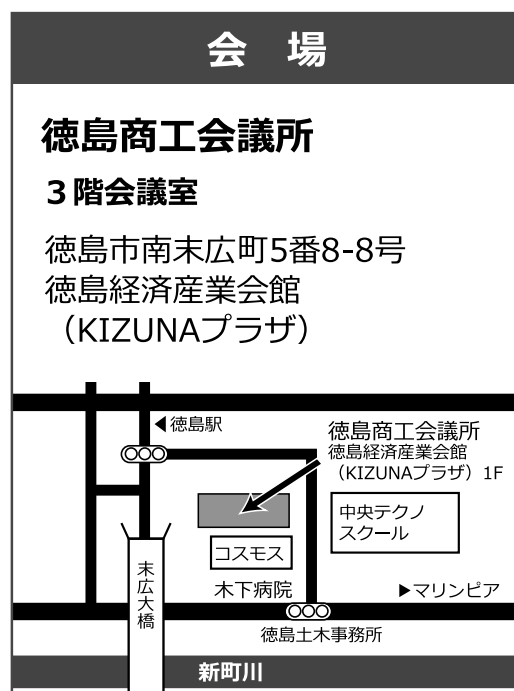 会 場
徳島商工会議所
3階会議室
徳島市南末広町5番8-8号
徳島経済産業会館
（KIZUNAプラザ）
◀徳島駅
徳島商工会議所
徳島経済産業会館
（KIZUNAプラザ）1F
中央テクノ
スクール
コスモス
末広大橋
木下病院
▶マリンピア
徳島土木事務所
新町川